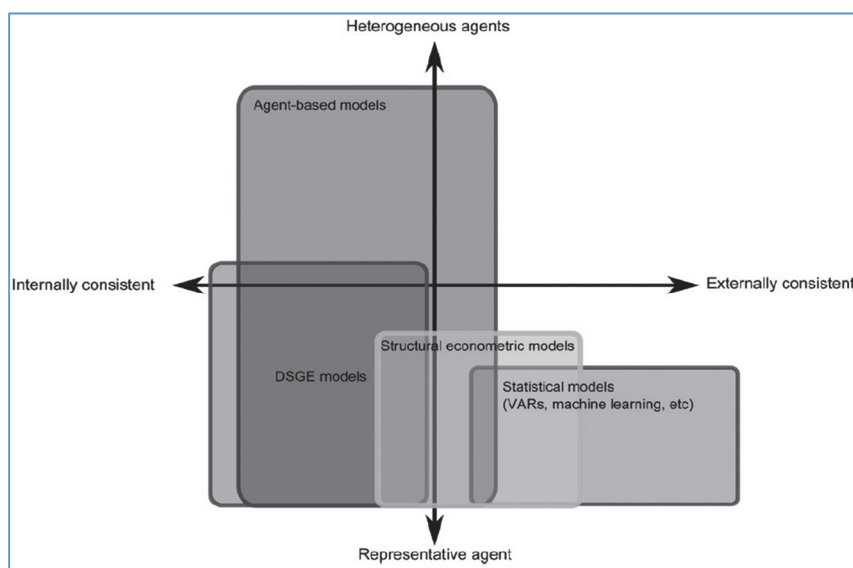 Heterogeneous agents
Agent-based models
Internally consistent
Externally consistent
Structural econometric models
DSGE models
Statistical models
(VARs, machine learning, etc)
Representative agent